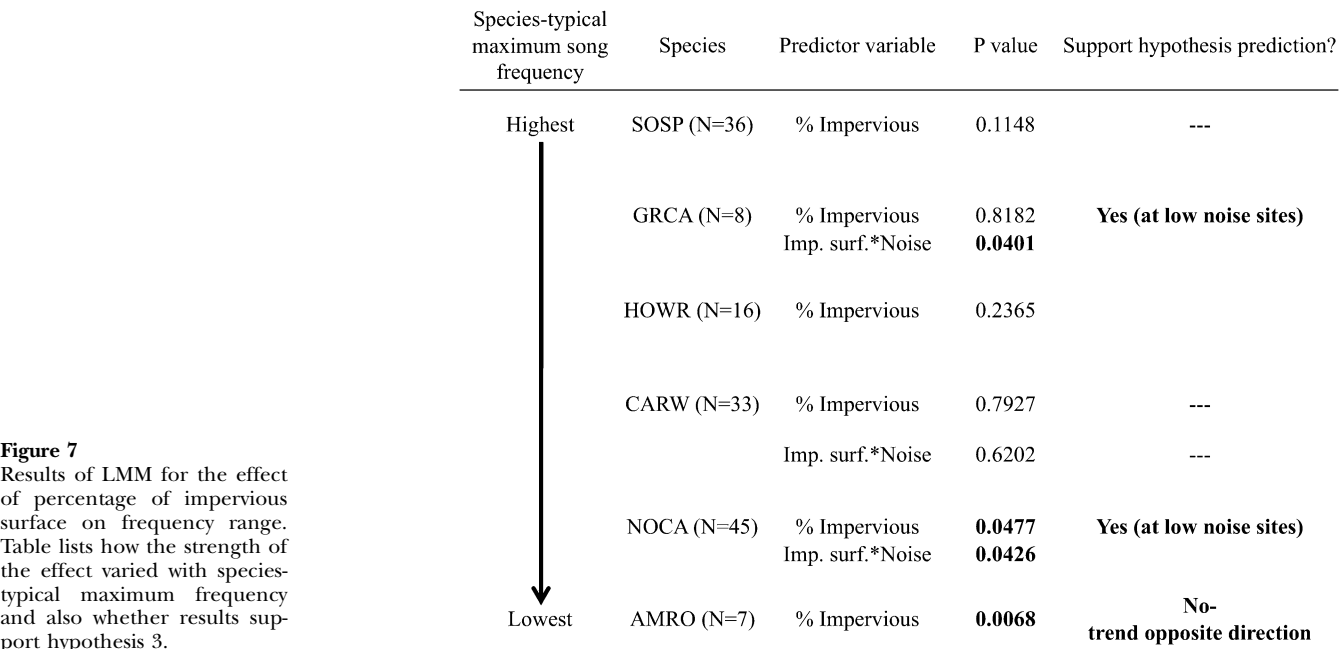 Species-typical
maximum song
frequency
Species
Predictor variable
P value
Support hypothesis prediction?
Highest
SOSP (N=36)
% Impervious
0.1148
---
GRCA (N=8)
% Impervious
0.8182
Yes (at low noise sites)
Imp. surf.*Noise
0.0401
HOWR (N=16)
% Impervious
0.2365
CARW (N=33)
% Impervious
0.7927
---
Imp. surf.*Noise
0.6202
---
NOCA (N=45)
% Impervious
0.0477
Yes (at low noise sites)
Imp. surf.*Noise
0.0426
Lowest
AMRO (N=7)
% Impervious
0.0068
No-
trend opposite direction
Figure 7
Results of LMM for the effect
of percentage of impervious
surface on frequency range.
Table lists how the strength of
the effect varied with species-
typical maximum frequency
and also whether results sup-
port hypothesis 3.